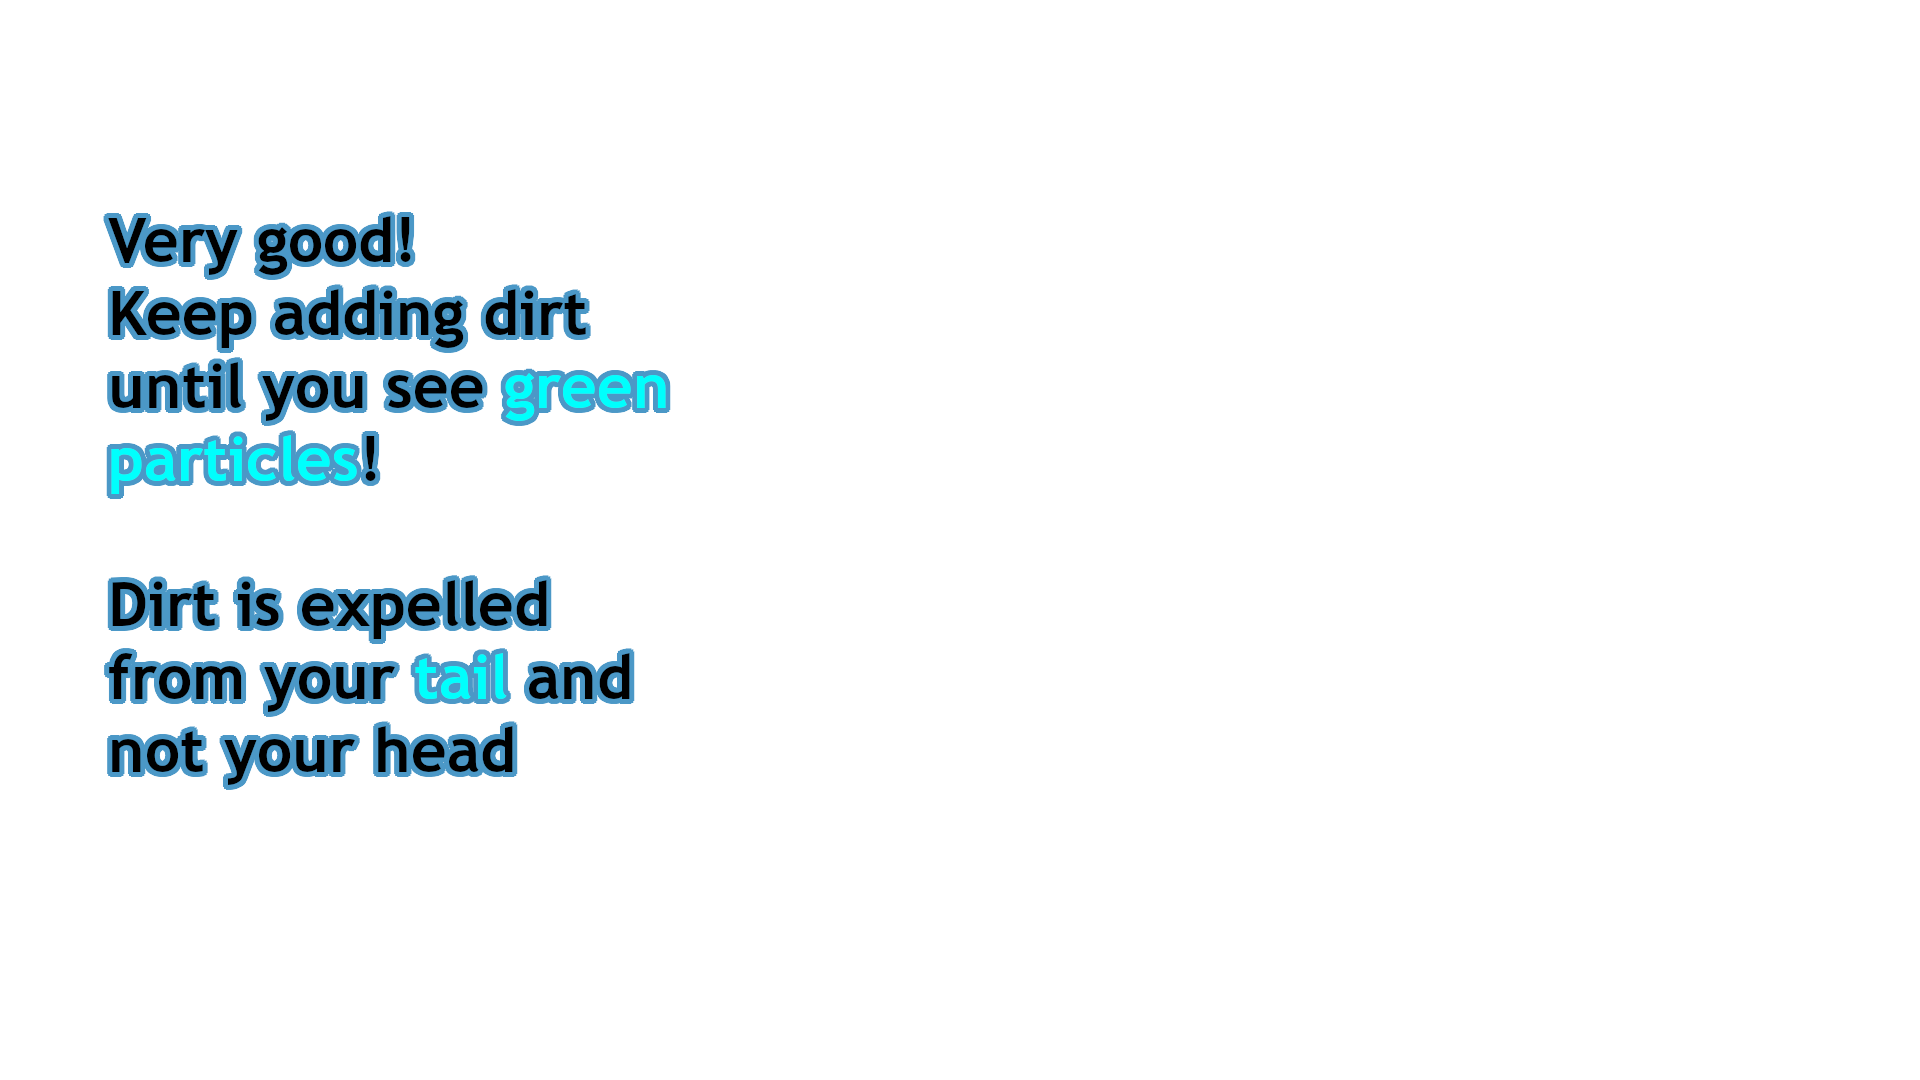 Very good!
Keep adding dirt
until you see green
particles!
Dirt is expelled
from your tail and
not your head